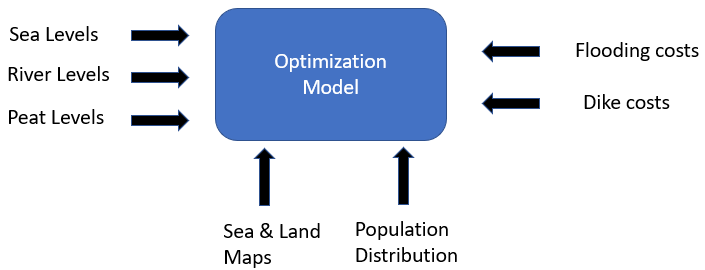 Sea Levels
River Levels
Peat Levels
Optimization
Model
Flooding costs
Dike costs
Sea & Land
Maps
Population
Distribution